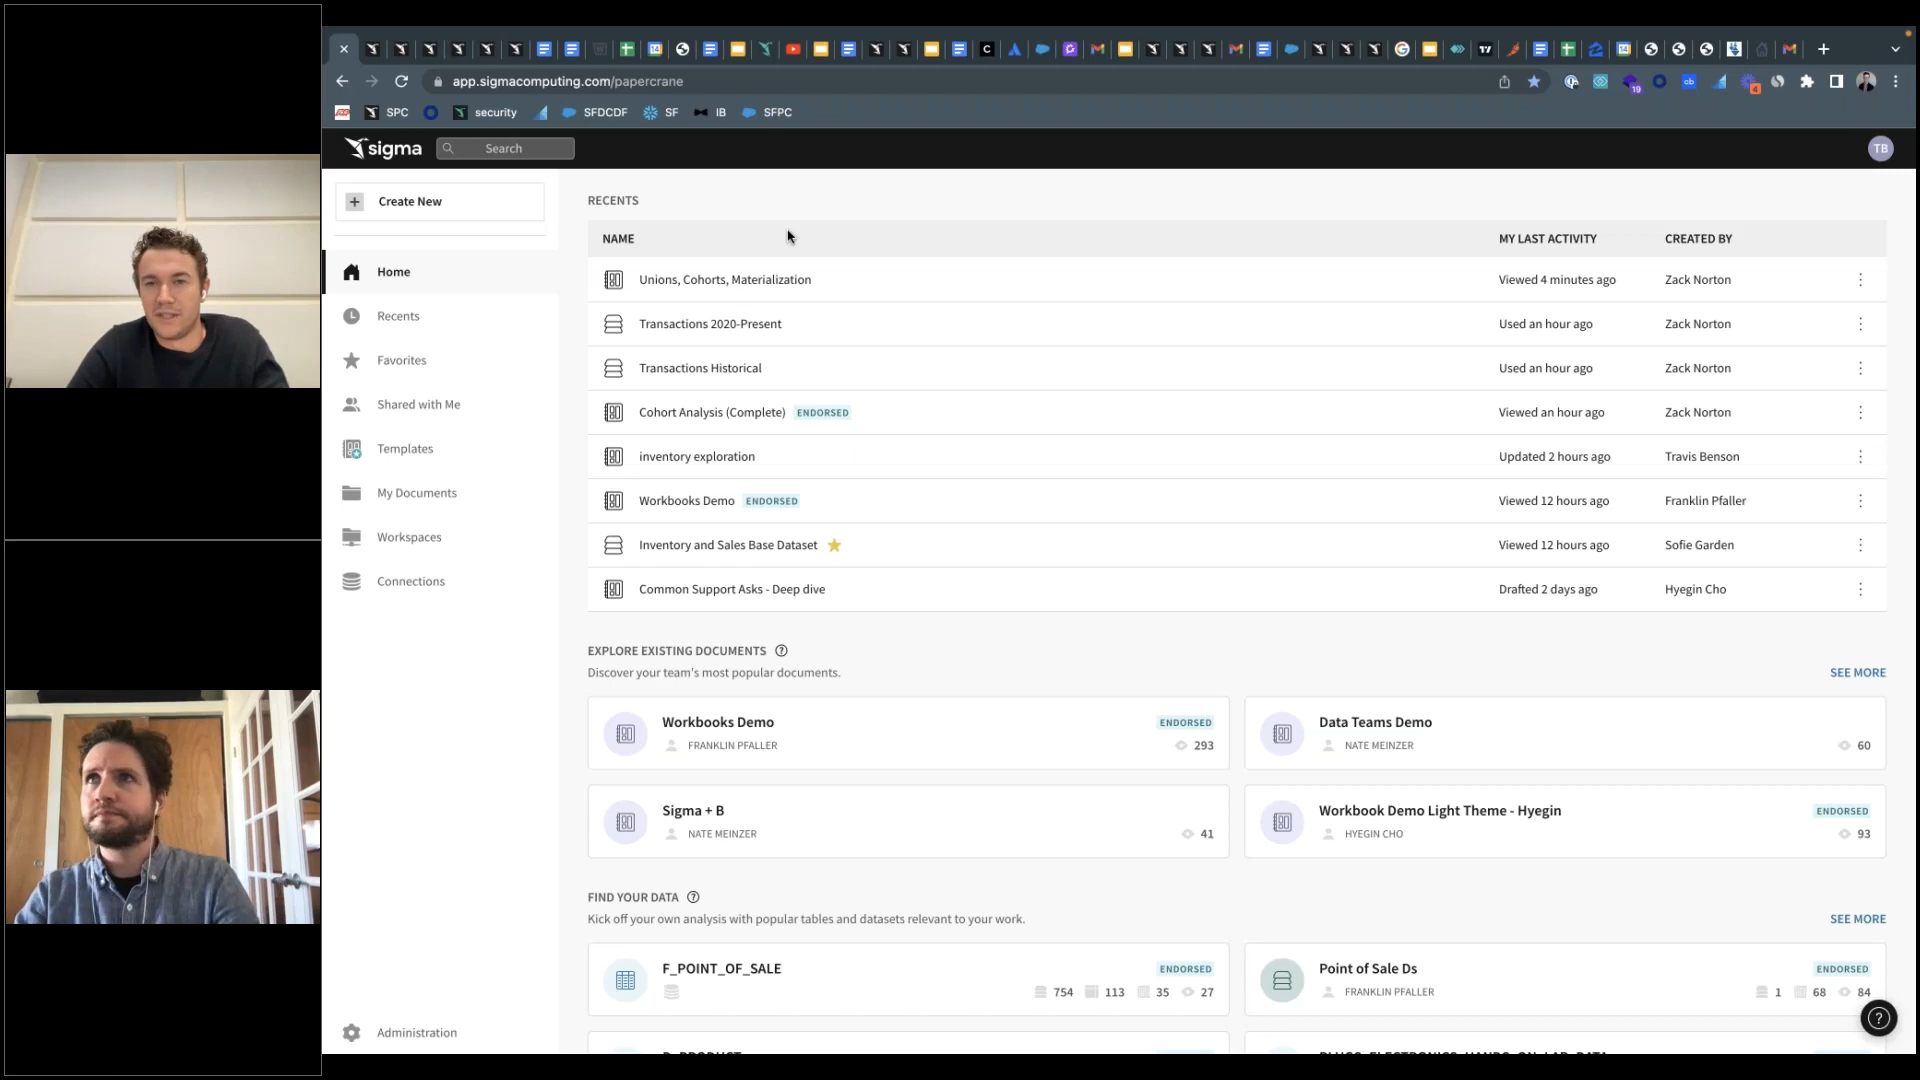 app.sigmacomputing.com/papercrane
SPC
security
SFDCDF
SF
IB
SFPC
sigma
Search
TB
Create New
Home
Recents
Favorites
Shared with Me
Templates
My Documents
Workspaces
Connections
Administration
RECENTS
NAME MY LAST ACTIVITY CREATED BY
Unions, Cohorts, Materialization Viewed 4 minutes ago Zack Norton
Transactions 2020-Present Used an hour ago Zack Norton
Transactions Historical Used an hour ago Zack Norton
Cohort Analysis (Complete) ENDORSED Viewed an hour ago Zack Norton
inventory exploration Updated 2 hours ago Travis Benson
Workbooks Demo ENDORSED Viewed 12 hours ago Franklin Pfaller
Inventory and Sales Base Dataset Viewed 12 hours ago Sofie Garden
Common Support Asks - Deep dive Drafted 2 days ago Hyegin Cho
EXPLORE EXISTING DOCUMENTS
Discover your team's most popular documents. SEE MORE
Workbooks Demo ENDORSED
FRANKLIN PFALLER 293
Data Teams Demo
NATE MEINZER 60
Sigma + B
NATE MEINZER 41
Workbook Demo Light Theme - Hyegin ENDORSED
HYEGIN CHO 93
FIND YOUR DATA
Kick off your own analysis with popular tables and datasets relevant to your work. SEE MORE
F_POINT_OF_SALE ENDORSED
754 113 35 27
Point of Sale Ds ENDORSED
FRANKLIN PFALLER 1 68 84